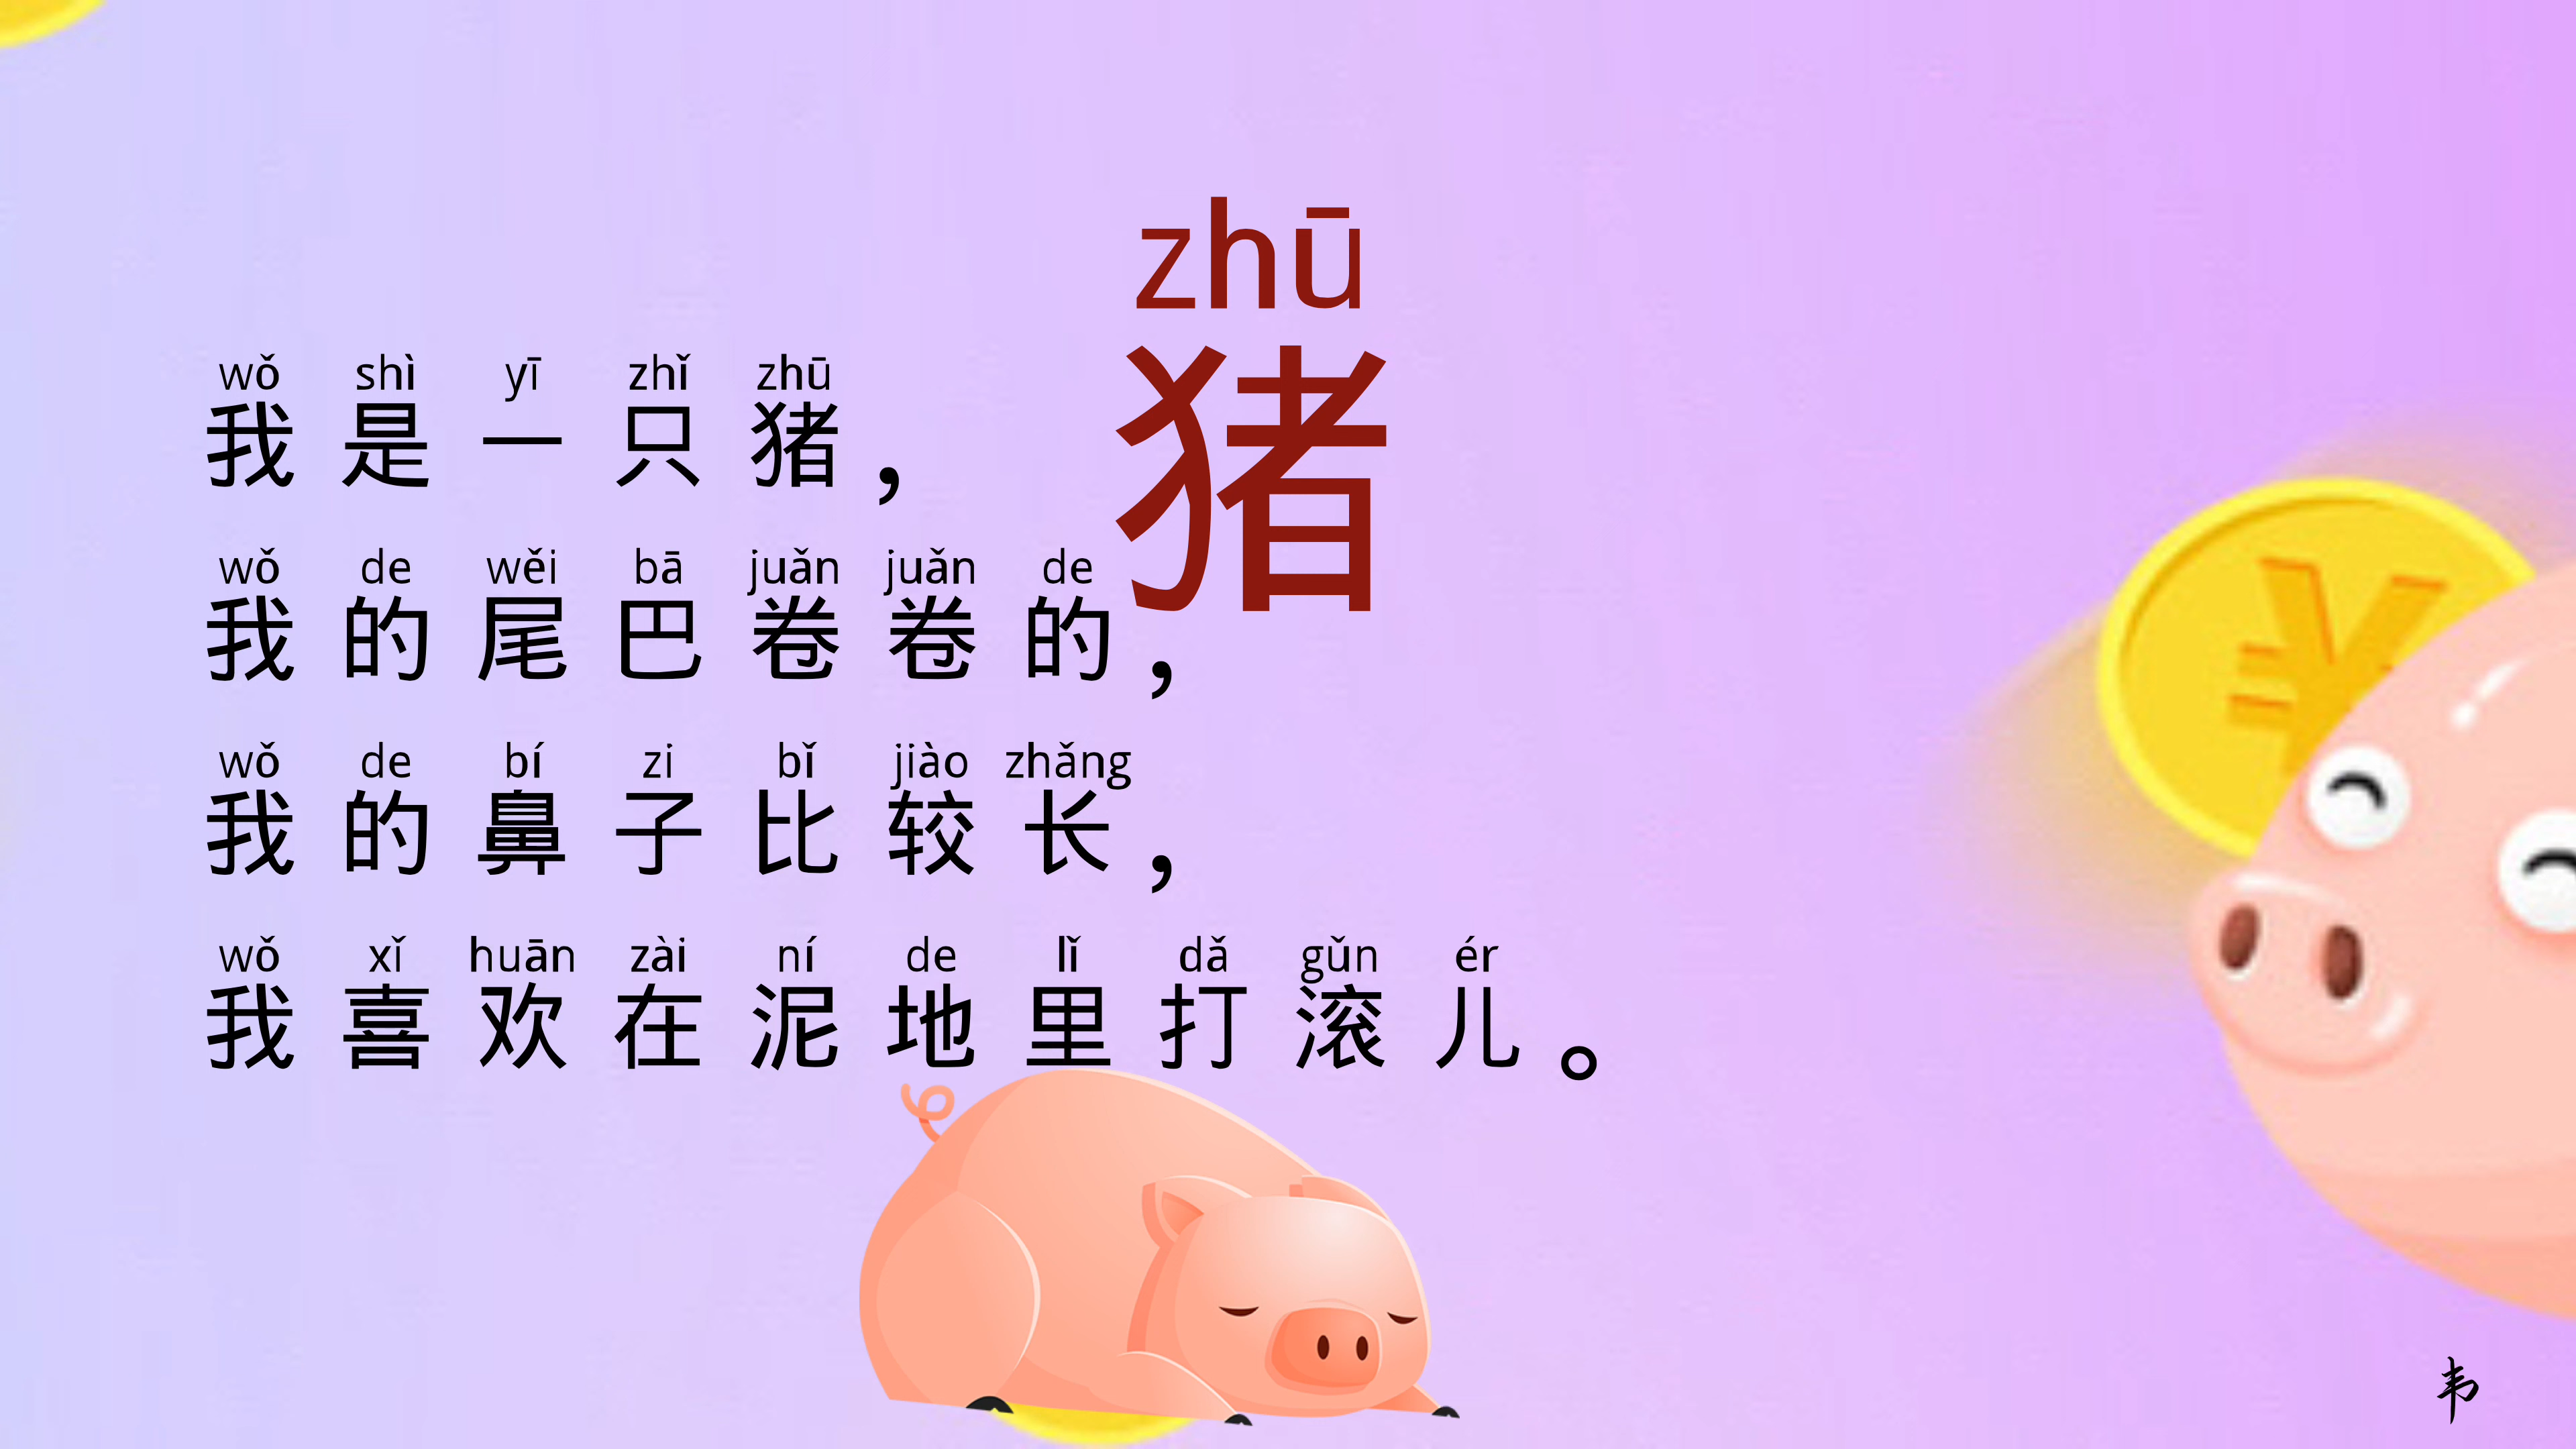 zhū
猪
wǒ shì yī zhǐ zhū
我是一只猪，
wǒ de wěi bā juǎn juǎn de
我的尾巴卷卷的，
wǒ de bí zi bǐ jiào zhǎng
我的鼻子比较长，
wǒ xǐ huān zài ní de lǐ dǎ gǔn ér
我喜欢在泥地里打滚儿。
¥
韦